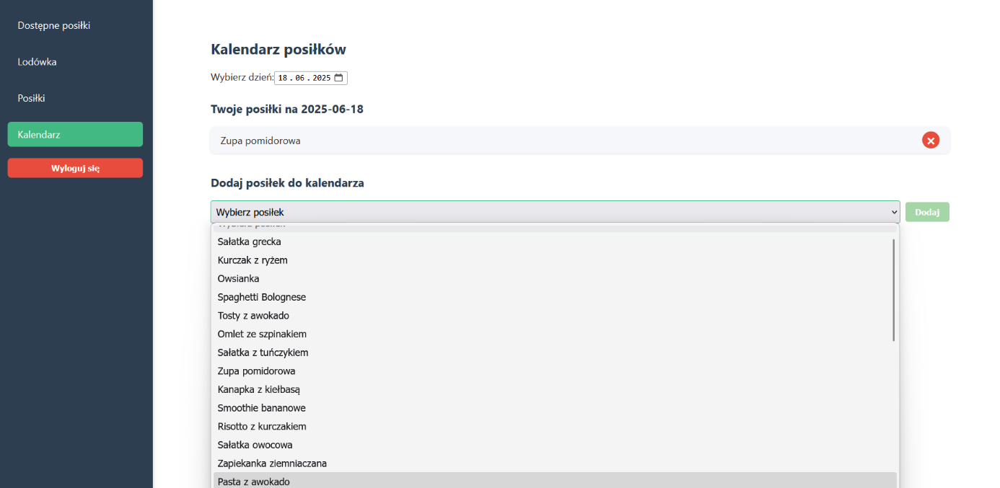 Dostępne posiłki
Lodówka
Posiłki
Kalendarz
Wyloguj się
Kalendarz posiłków
Wybierz dzień: 18.06.2025
Twoje posiłki na 2025-06-18
Zupa pomidorowa
Dodaj posiłek do kalendarza
Wybierz posiłek
Dodaj
Wybierz posiłek
Sałatka grecka
Kurczak z ryżem
Owsianka
Spaghetti Bolognese
Tosty z awokado
Omlet ze szpinakiem
Sałatka z tuńczykiem
Zupa pomidorowa
Kanapka z kiełbasą
Smoothie bananowe
Risotto z kurczakiem
Sałatka owocowa
Zapiekanka ziemniaczana
Pasta z awokado